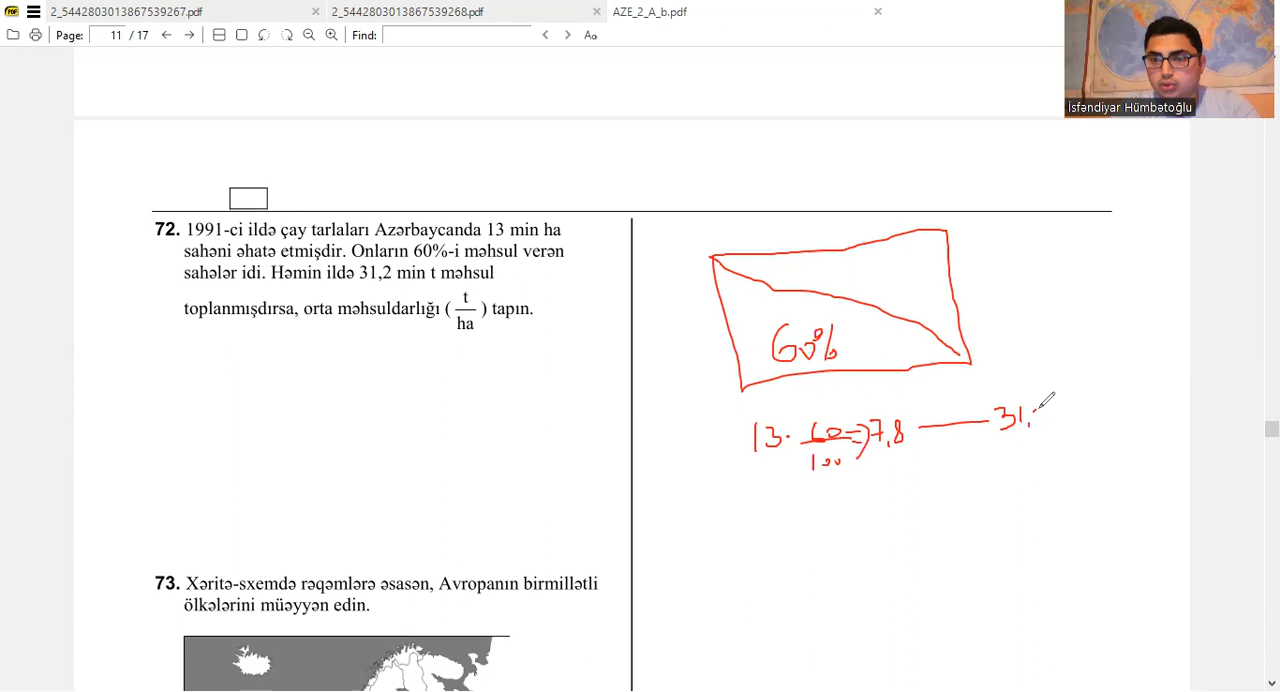 2_5442803013867539267.pdf
2_5442803013867539268.pdf
AZE_2_A_b.pdf
Page: 11 / 17
Find:
Aa
İsfəndiyar Hümbətoğlu
72. 1991-ci ildə çay tarlaları Azərbaycanda 13 min ha
sahəni əhatə etmişdir. Onların 60%-i məhsul verən
sahələr idi. Həmin ildə 31,2 min t məhsul
toplanmışdırsa, orta məhsuldarlığı ( t/ha ) tapın.
60%
13 · 60/100 = 7,8 — 31,
73. Xəritə-sxemdə rəqəmlərə əsasən, Avropanın birmillətli
ölkələrini müəyyən edin.